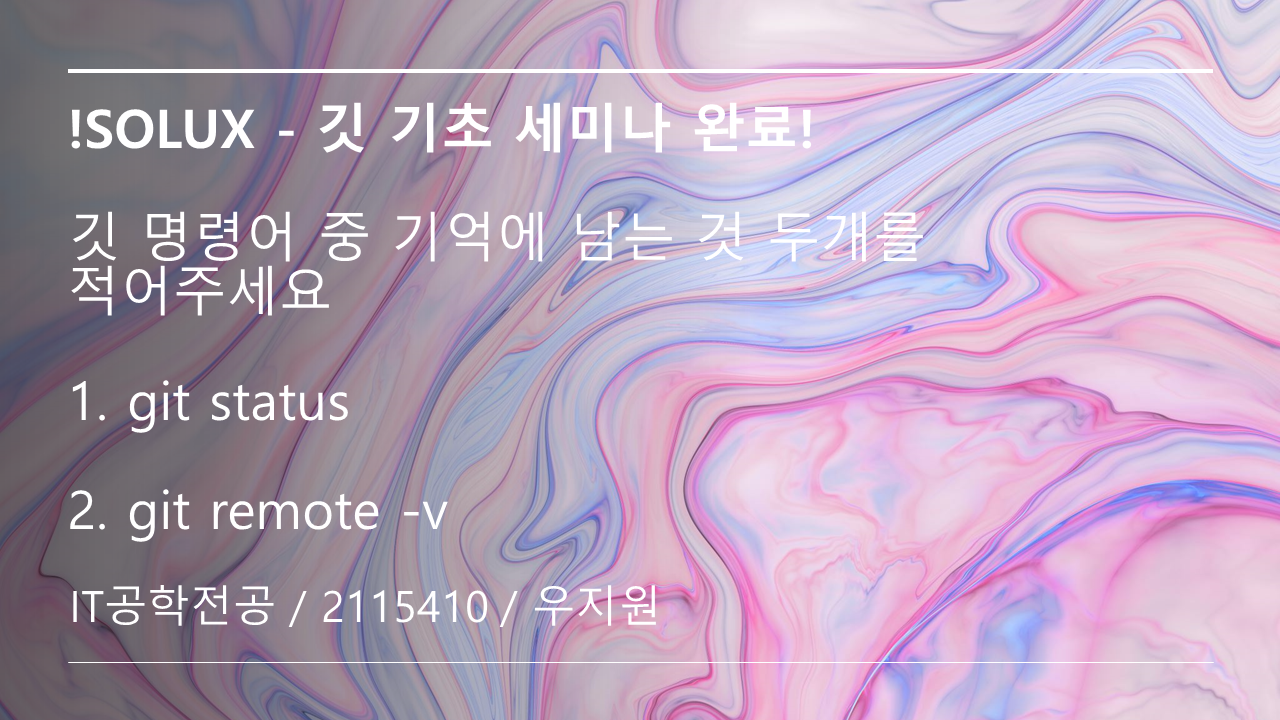 !SOLUX - 깃 기초 세미나 완료!
깃 명령어 중 기억에 남는 것 두개를
적어주세요
1. git status
2. git remote -v
IT공학전공 / 2115410 / 우지원